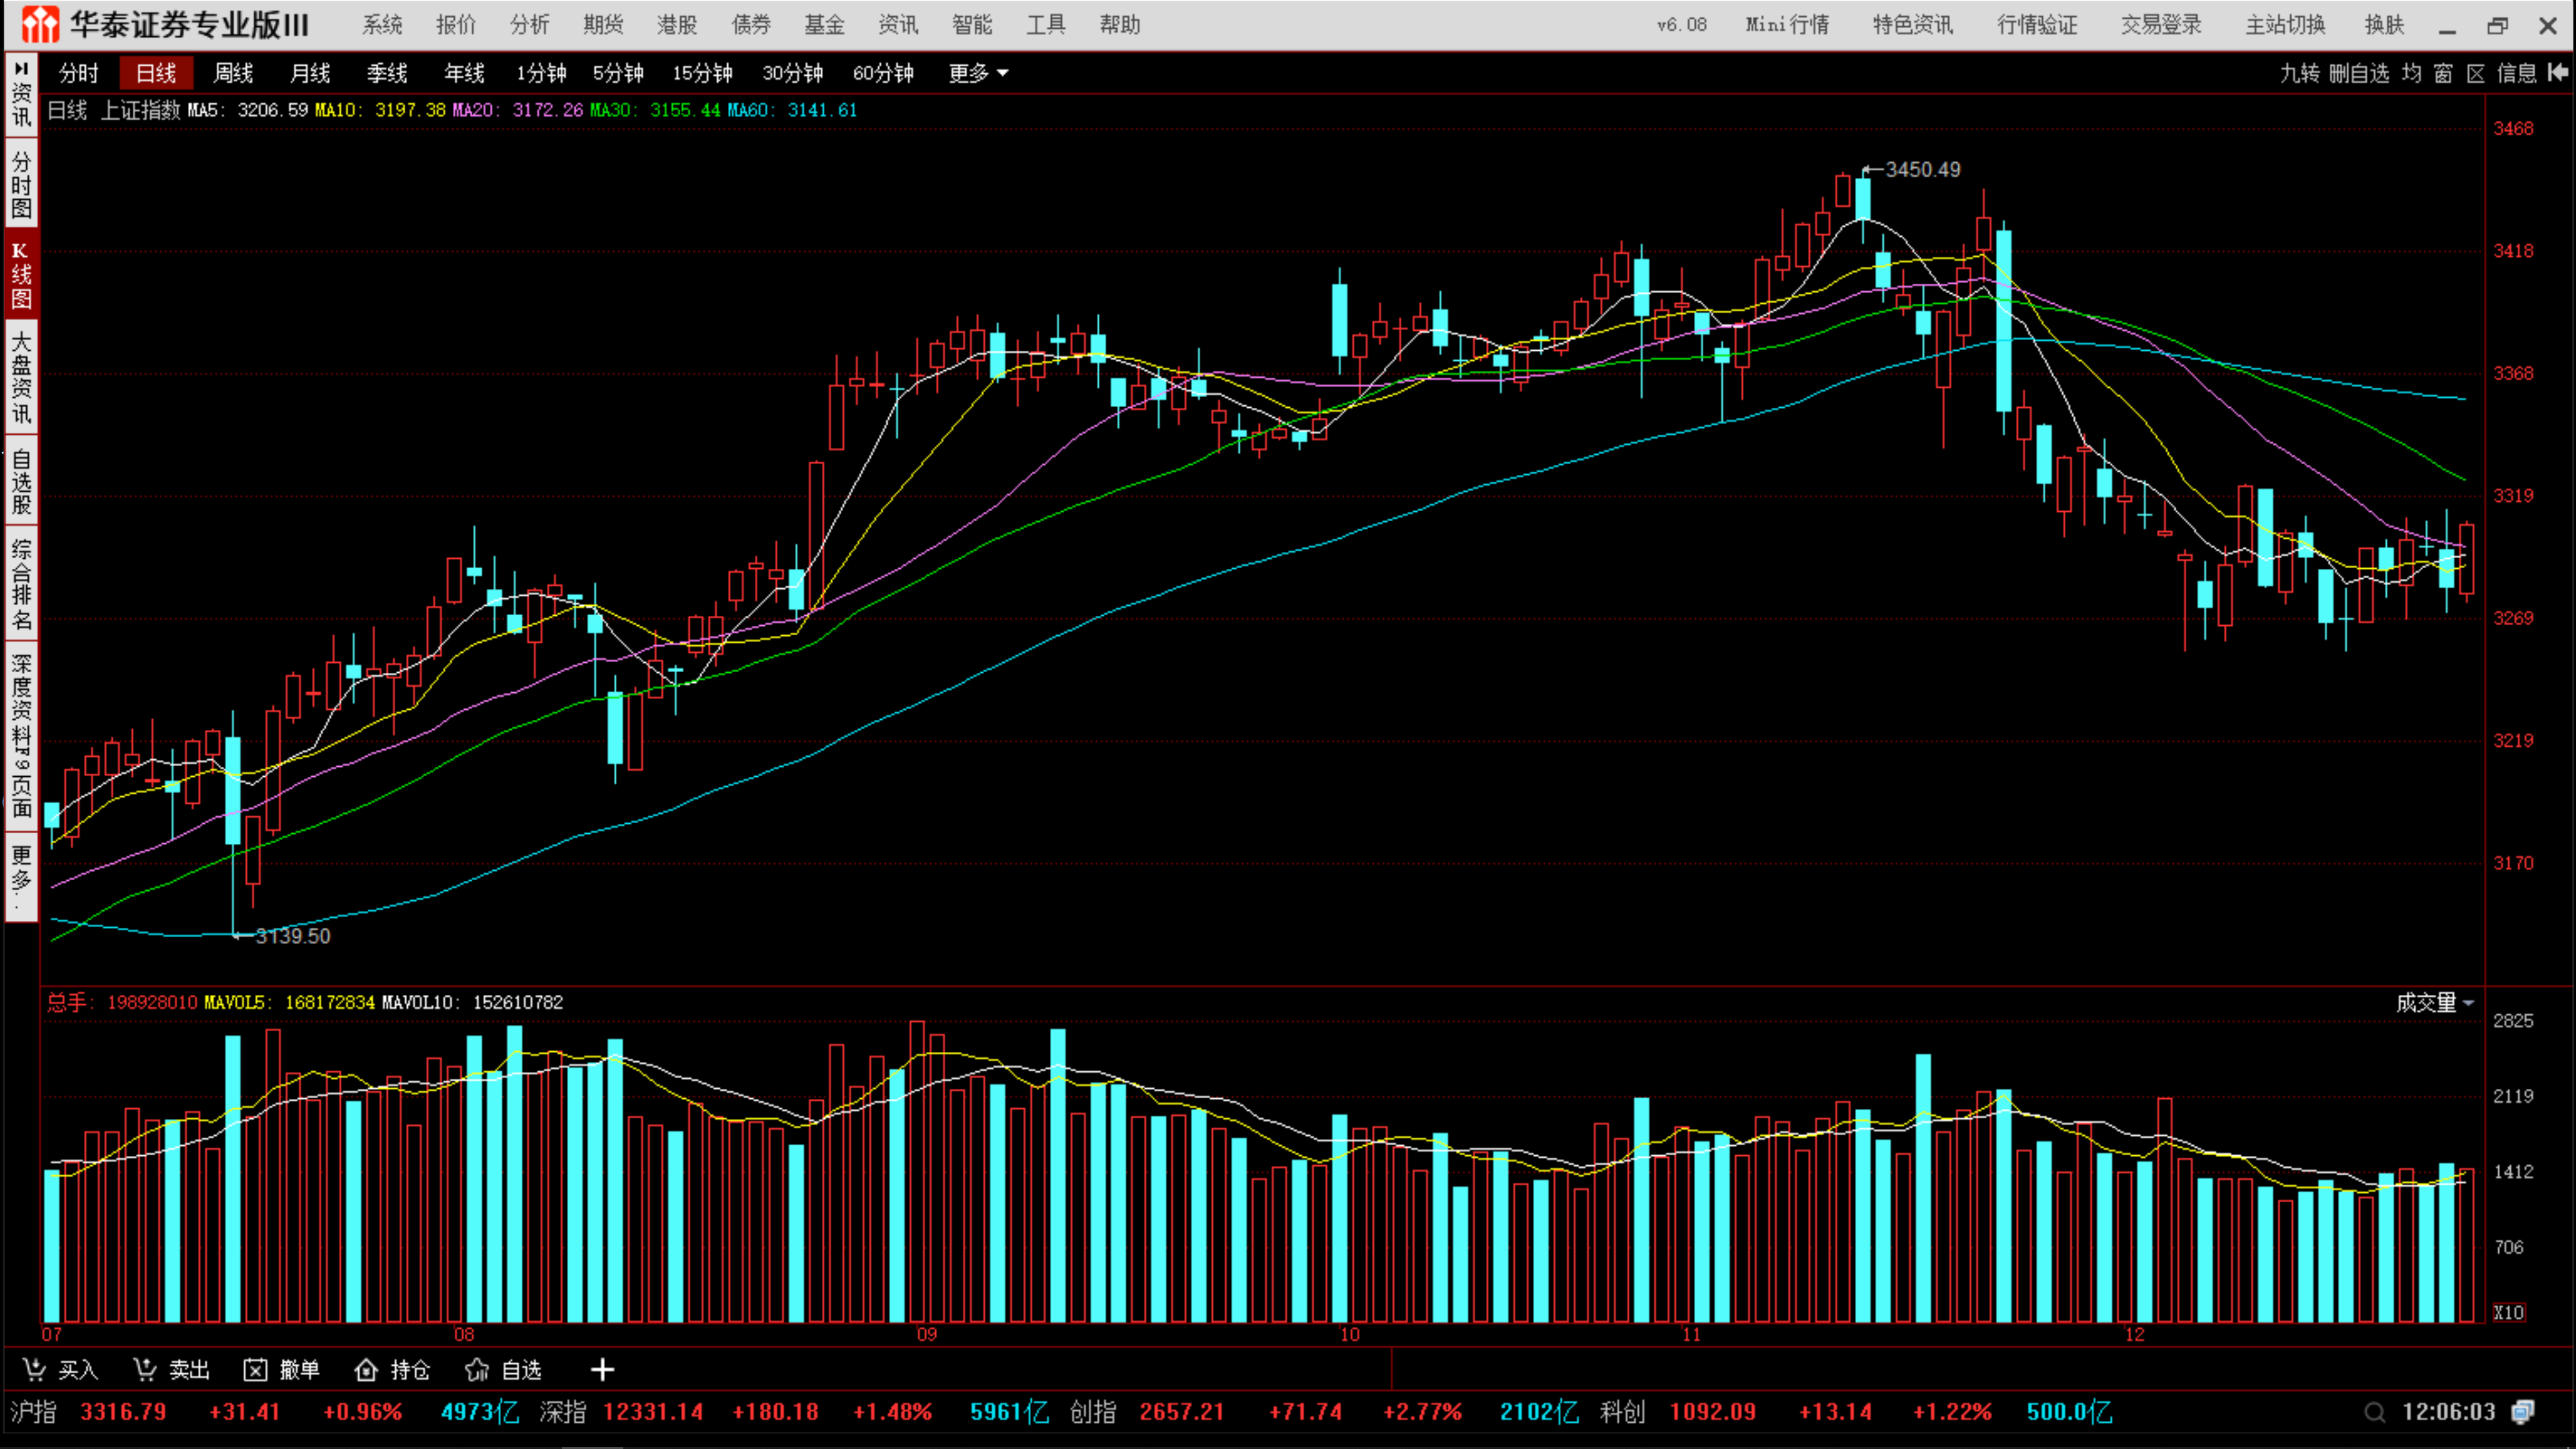 华泰证券专业版III 系统 报价 分析 期货 港股 债券 基金 资讯 智能 工具 帮助 v6.08 Mini行情 特色资讯 行情验证 交易登录 主站切换 换肤
分时 日线 周线 月线 季线 年线 1分钟 5分钟 15分钟 30分钟 60分钟 更多 九转 删自选 均 窗 区 信息
日线 上证指数 MA5: 3206.59 MA10: 3197.38 MA20: 3172.26 MA30: 3155.44 MA60: 3141.61
资讯
分时图
K线图
大盘资讯
自选股
综合排名
深度资料F9页面
更多..
3468
3450.49
3418
3368
3319
3269
3219
3170
3139.50
总手: 198928010 MAVOL5: 168172834 MAVOL10: 152610782 成交量
2825
2119
1412
706
X10
07 08 09 10 11 12
买入 卖出 撤单 持仓 自选 +
沪指 3316.79 +31.41 +0.96% 4973亿 深指 12331.14 +180.18 +1.48% 5961亿 创指 2657.21 +71.74 +2.77% 2102亿 科创 1092.09 +13.14 +1.22% 500.0亿 12:06:03